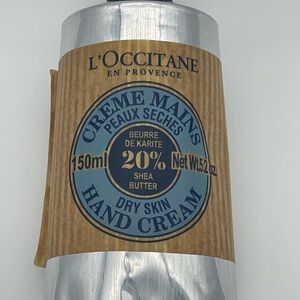 L'OCCITANE
EN PROVENCE
CREME MAINS
PEAUX SECHES
BEURRE
DE KARITE
150ml 20% Net Wt.5.2 oz.
SHEA
BUTTER
DRY SKIN
HAND CREAM